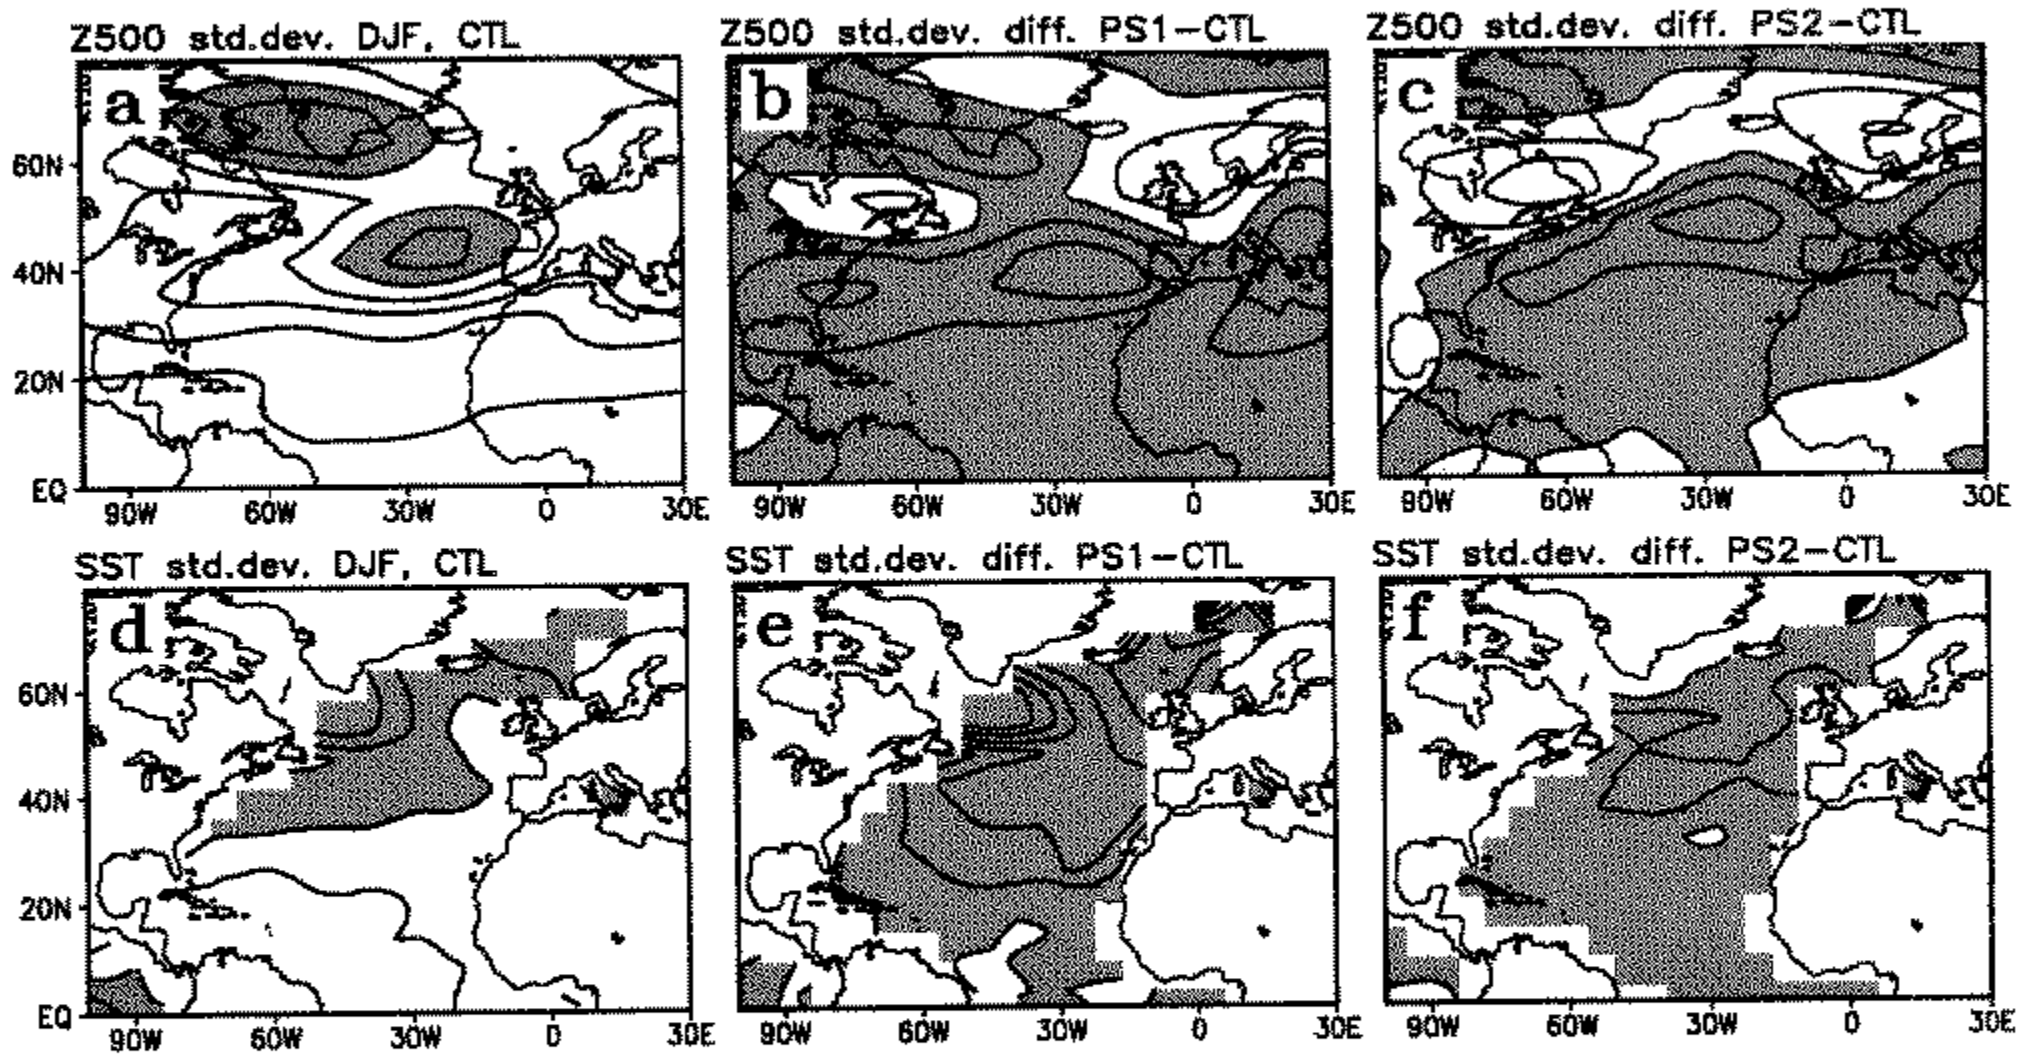 Z500 std.dev. DJF, CTL
Z500 std.dev. diff. PS1-CTL
Z500 std.dev. diff. PS2-CTL
a
b
c
60N
40N
20N
EQ
90W 60W 30W 0 30E
90W 60W 30W 0 30E
90W 60W 30W 0 30E
SST std.dev. DJF, CTL
SST std.dev. diff. PS1-CTL
SST std.dev. diff. PS2-CTL
d
e
f
60N
40N
20N
EQ
90W 60W 30W 0 30E
90W 60W 30W 0 30E
90W 60W 30W 0 30E